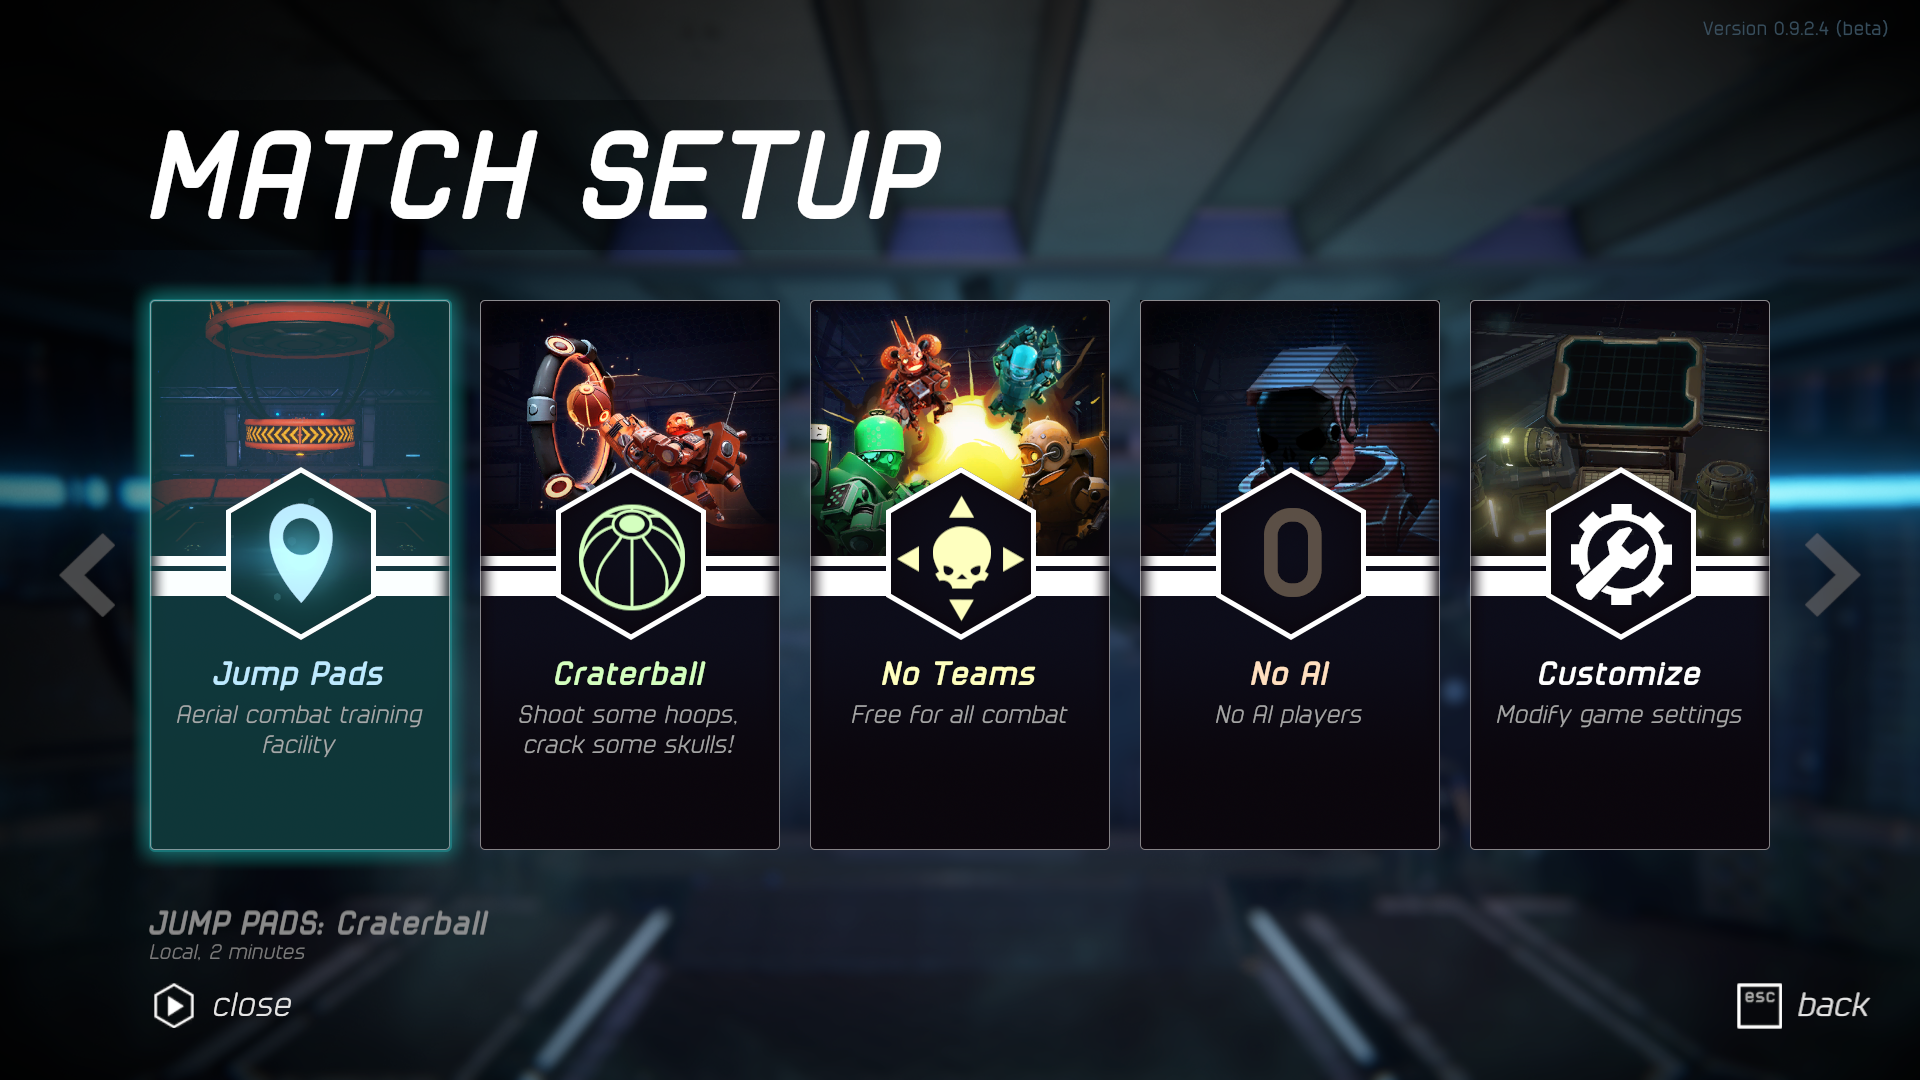 Version 0.9.2.4 (beta)
MATCH SETUP
Jump Pads
Aerial combat training
facility
Craterball
Shoot some hoops,
crack some skulls!
No Teams
Free for all combat
0
No AI
No AI players
Customize
Modify game settings
JUMP PADS: Craterball
Local, 2 minutes
close
esc
back